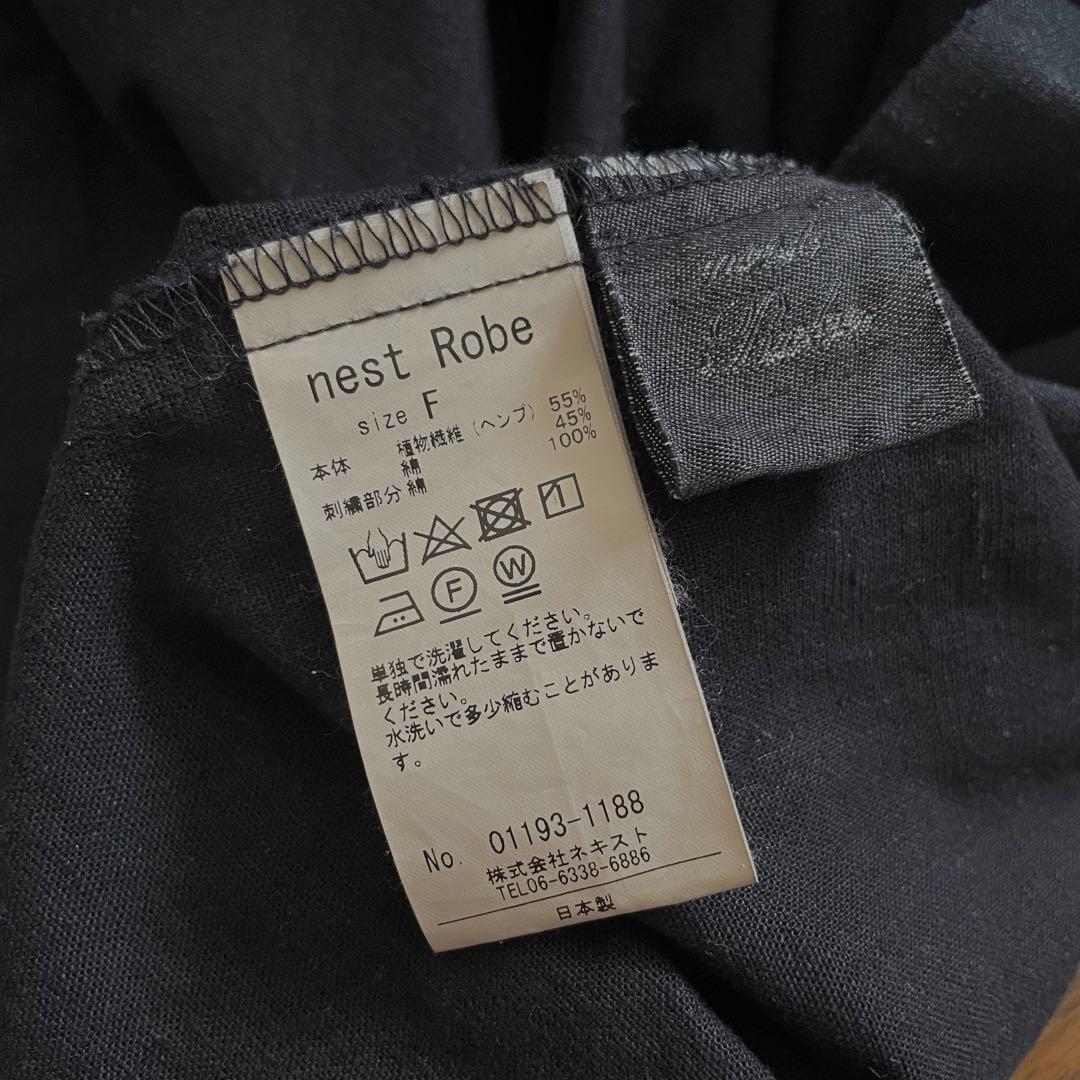 nest Robe
size F
本体 植物繊維(ヘンプ) 55%
綿 45%
刺繍部分 綿 100%
1
F W
単独で洗濯してください。
長時間濡れたままで置かないで
ください。
水洗いで多少縮むことがありま
す。
No. 01193-1188
株式会社ネキスト
TEL06-6338-6886
日本製